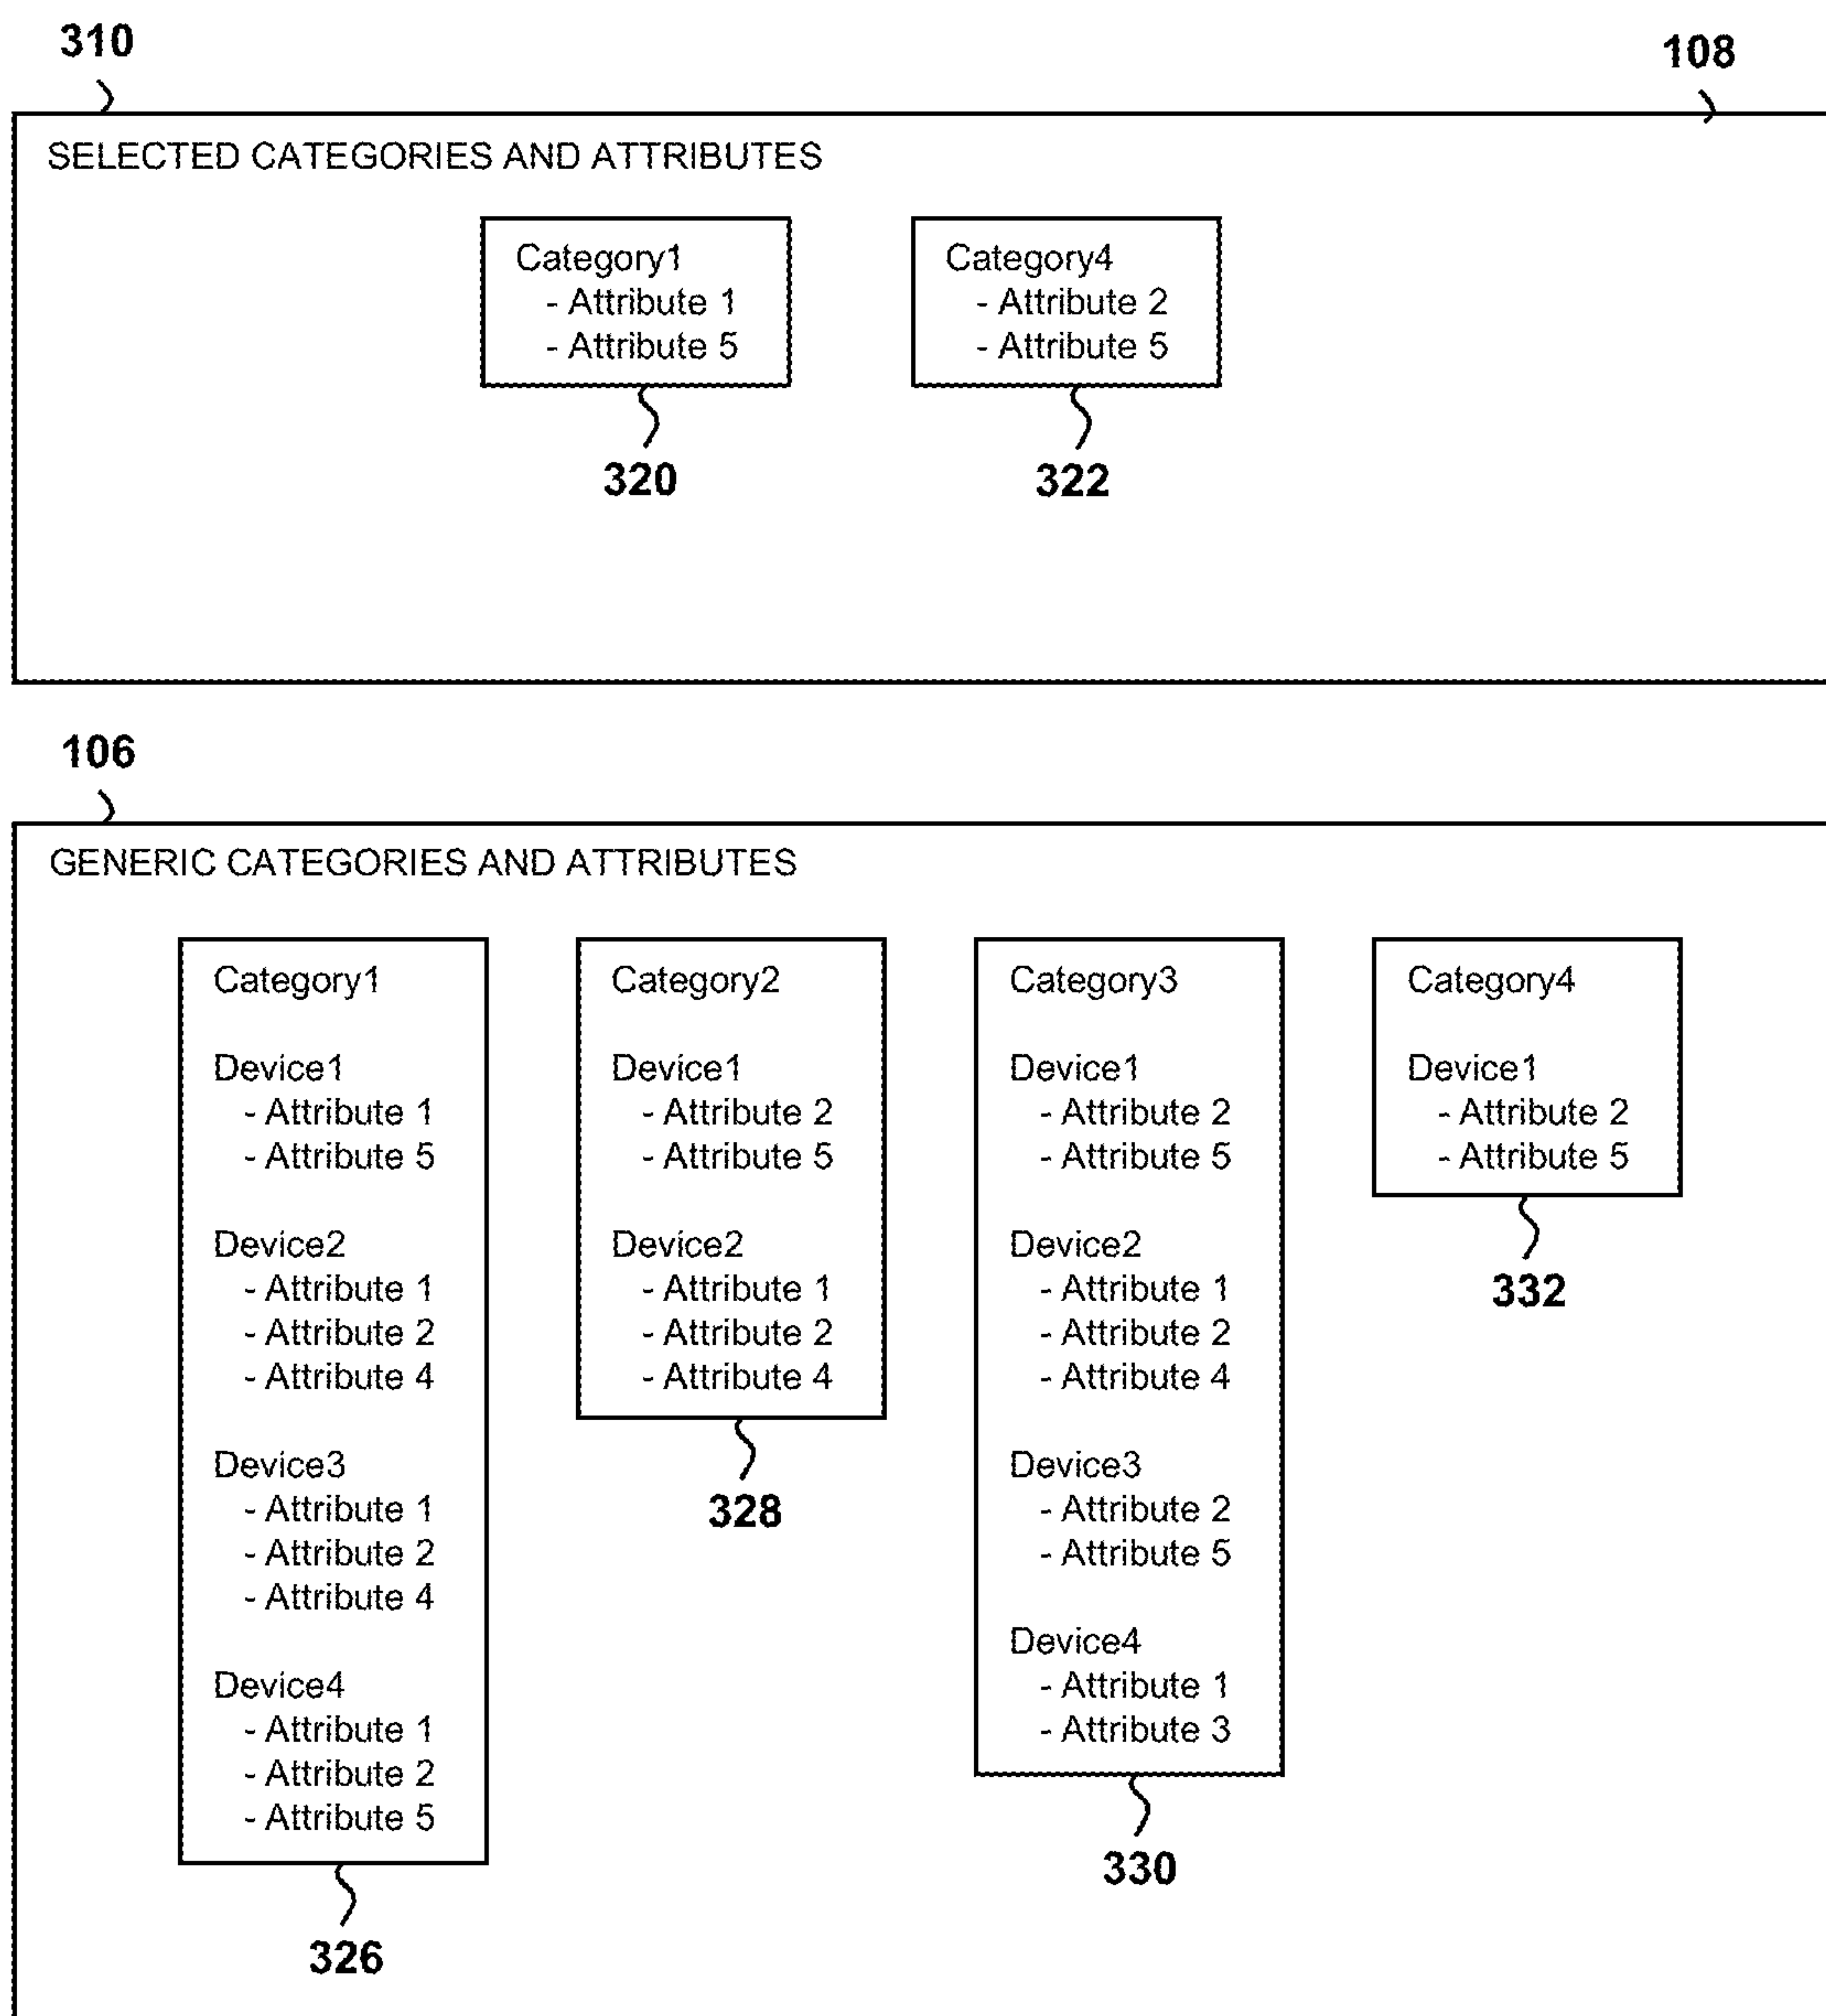 310
108
SELECTED CATEGORIES AND ATTRIBUTES
Category1
- Attribute 1
- Attribute 5
320
Category4
- Attribute 2
- Attribute 5
322
106
GENERIC CATEGORIES AND ATTRIBUTES
Category1
Device1
- Attribute 1
- Attribute 5
Device2
- Attribute 1
- Attribute 2
- Attribute 4
Device3
- Attribute 1
- Attribute 2
- Attribute 4
Device4
- Attribute 1
- Attribute 2
- Attribute 5
326
Category2
Device1
- Attribute 2
- Attribute 5
Device2
- Attribute 1
- Attribute 2
- Attribute 4
328
Category3
Device1
- Attribute 2
- Attribute 5
Device2
- Attribute 1
- Attribute 2
- Attribute 4
Device3
- Attribute 2
- Attribute 5
Device4
- Attribute 1
- Attribute 3
330
Category4
Device1
- Attribute 2
- Attribute 5
332